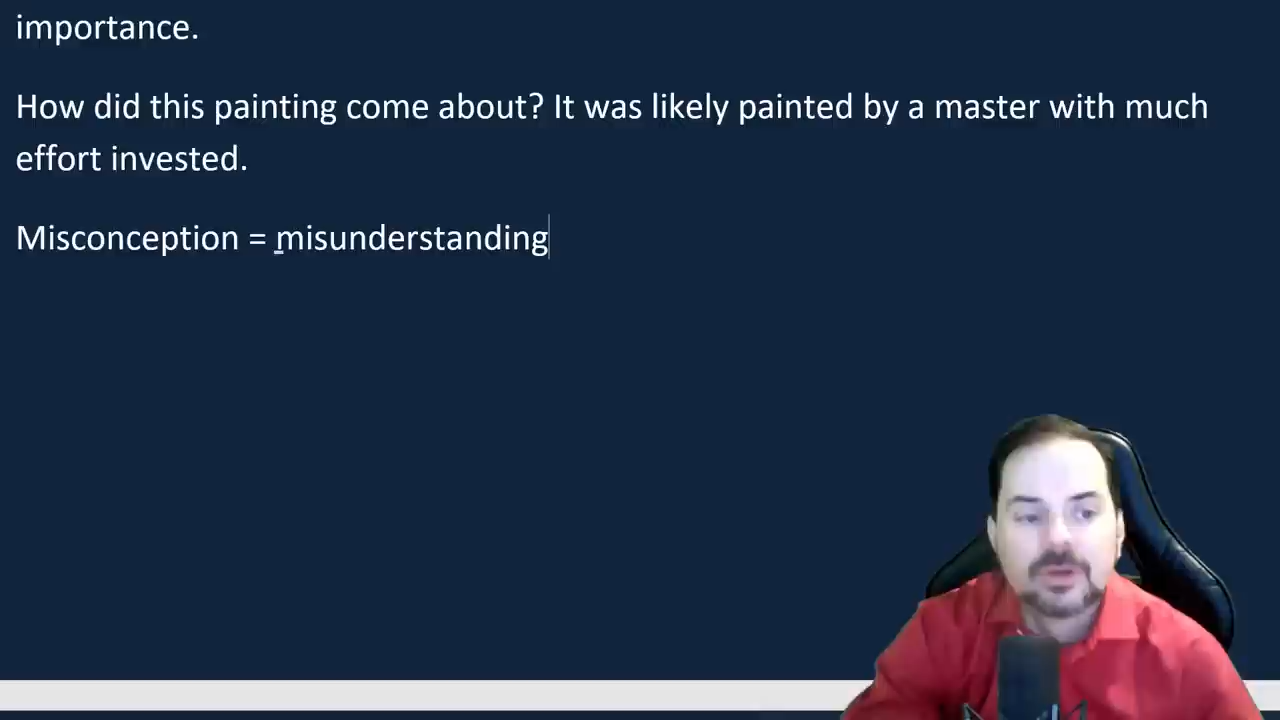 importance.
How did this painting come about? It was likely painted by a master with much
effort invested.
Misconception = misunderstanding